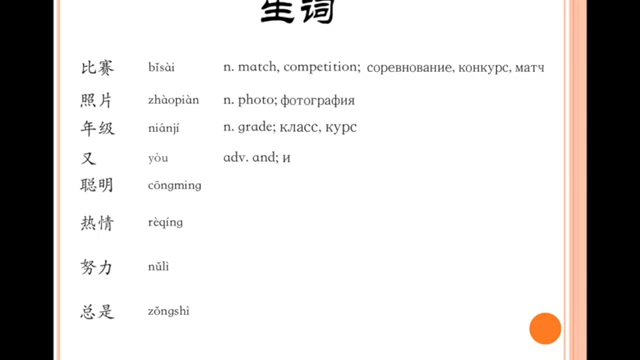 生词
比赛 bǐsài n. match, competition; соревнование, конкурс, матч
照片 zhàopiàn n. photo; фотография
年级 niánjí n. grade; класс, курс
又 yòu adv. and; и
聪明 cōngming
热情 rèqíng
努力 nǔlì
总是 zǒngshì